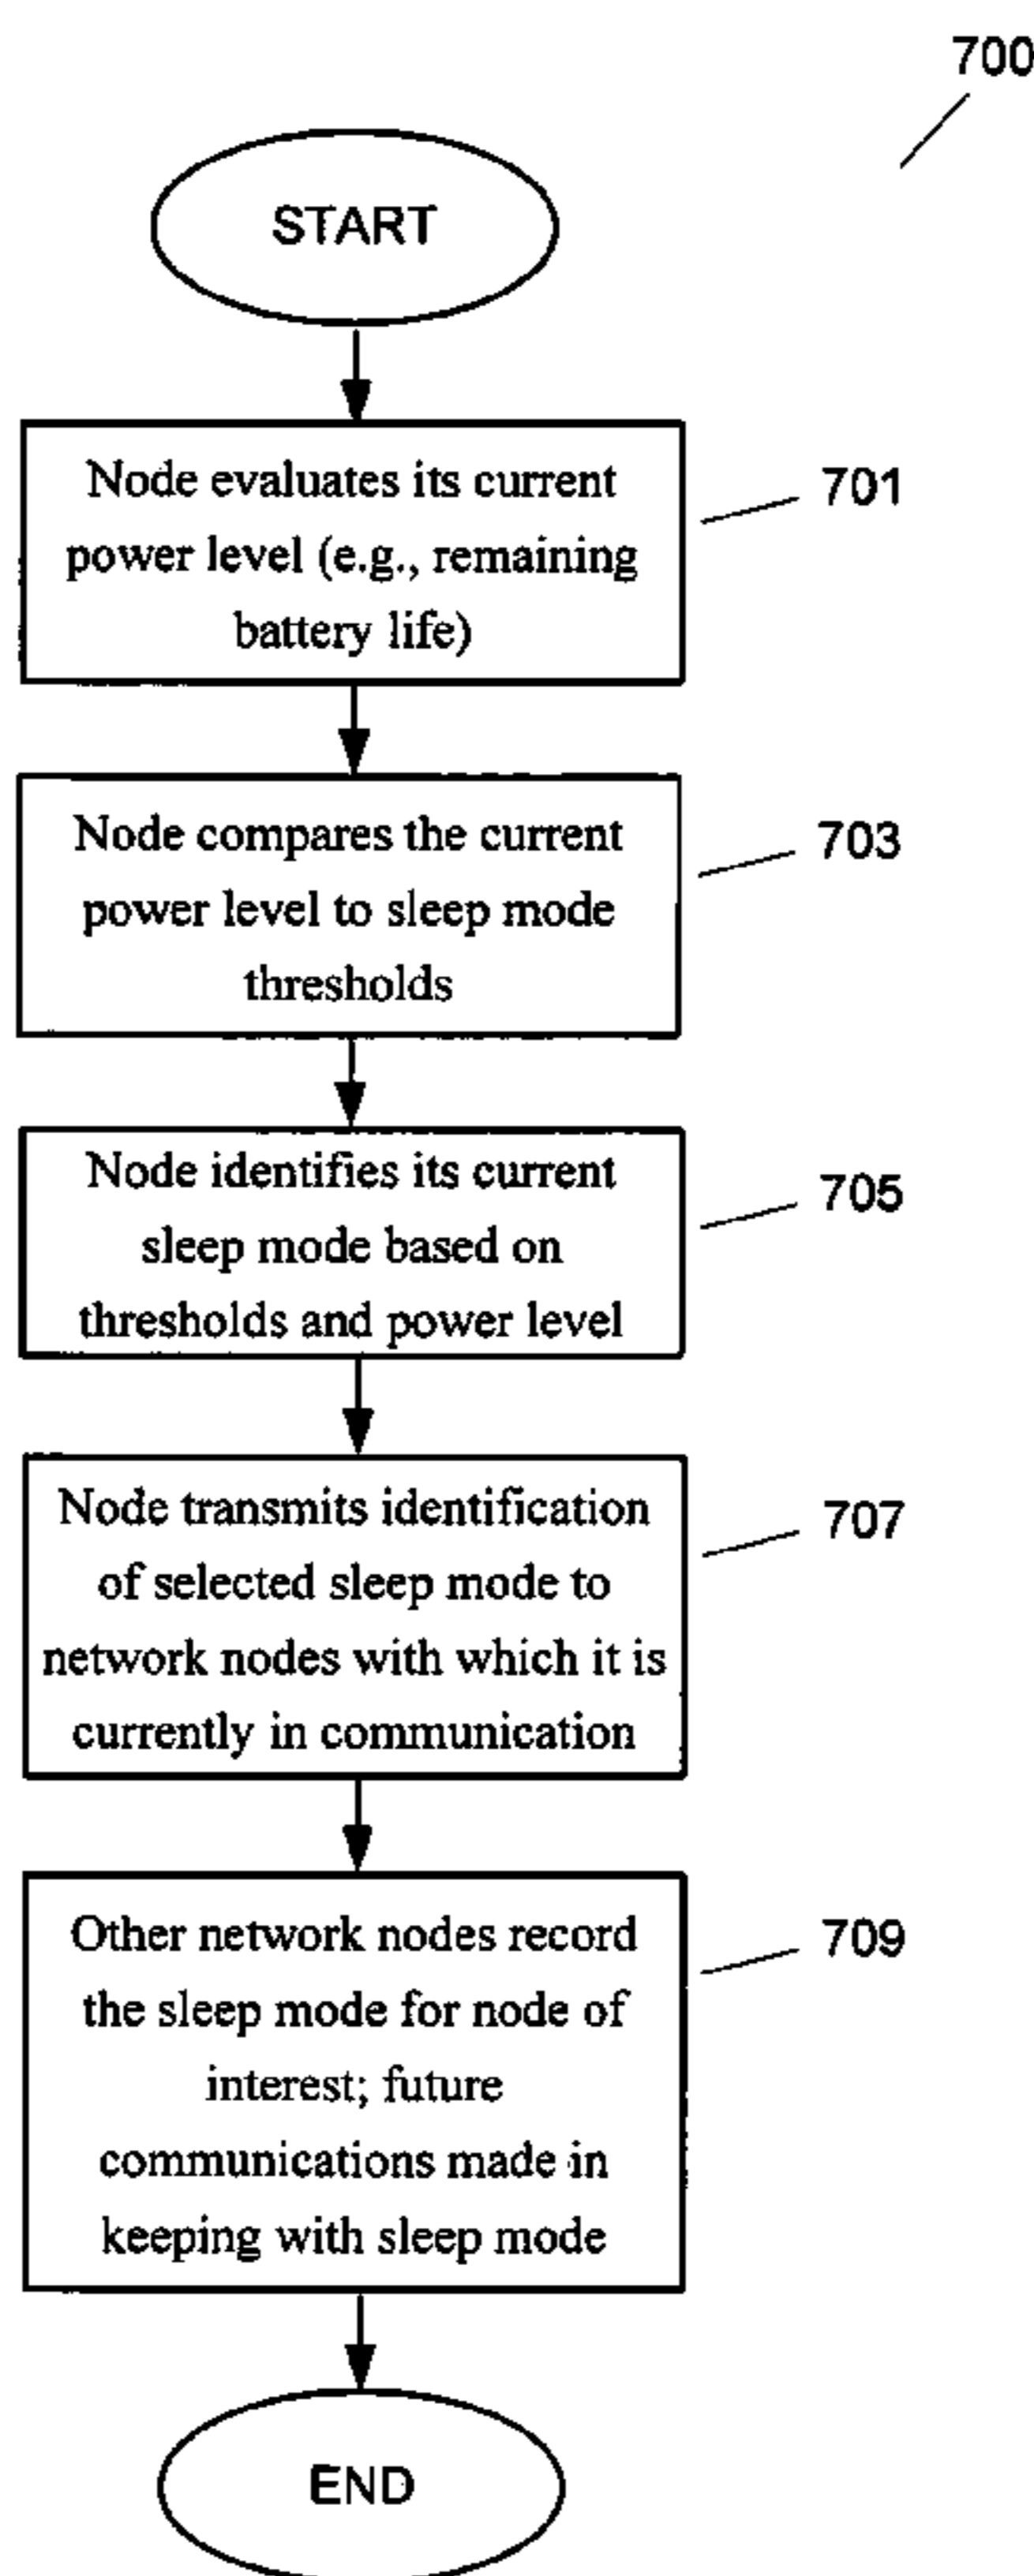 700
START
Node evaluates its current
power level (e.g., remaining
battery life)
701
Node compares the current
power level to sleep mode
thresholds
703
Node identifies its current
sleep mode based on
thresholds and power level
705
Node transmits identification
of selected sleep mode to
network nodes with which it is
currently in communication
707
Other network nodes record
the sleep mode for node of
interest; future
communications made in
keeping with sleep mode
709
END